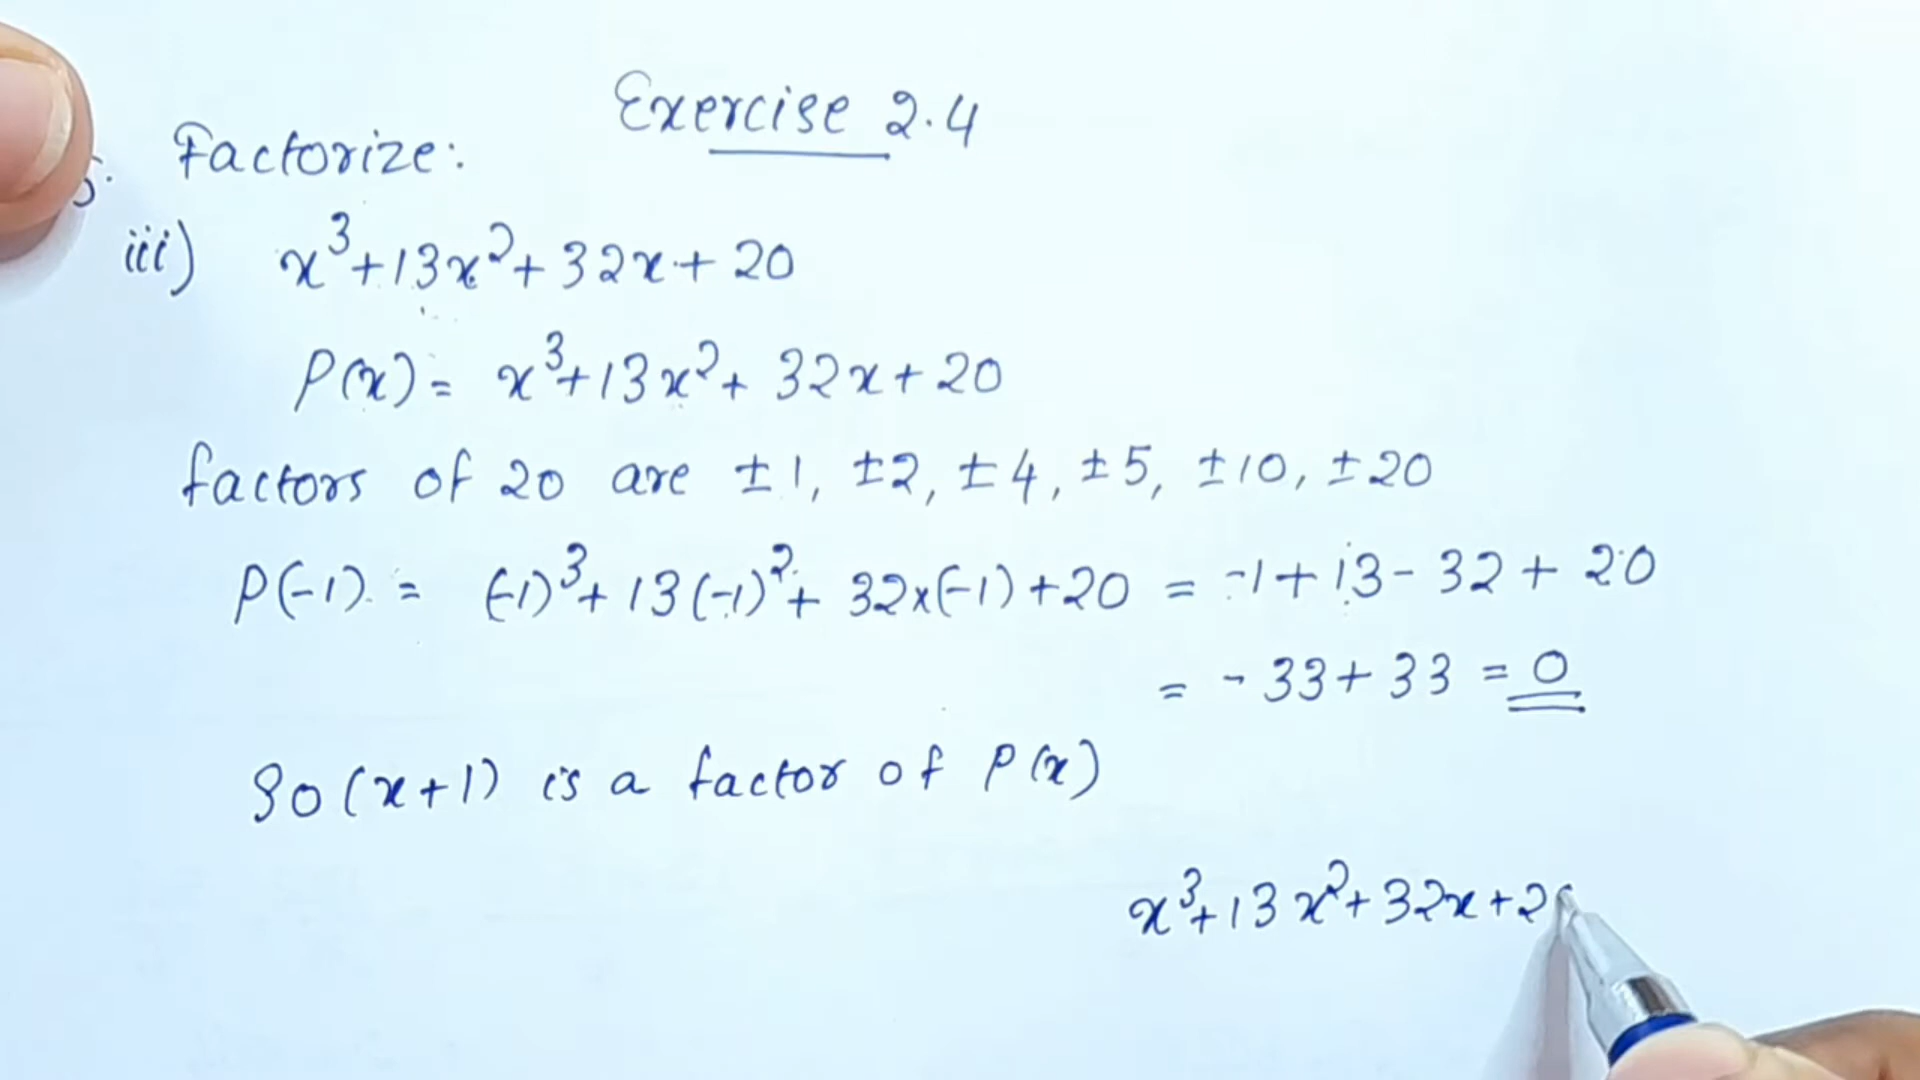 Exercise 2.4
5. Factorize:
iii) x³+13x²+32x+20
P(x) = x³+13x²+32x+20
factors of 20 are ±1, ±2, ±4, ±5, ±10, ±20
P(-1) = (-1)³+13(-1)²+32×(-1)+20 = -1+13-32+20
= -33+33 = 0
So (x+1) is a factor of P(x)
x³+13x²+32x+2